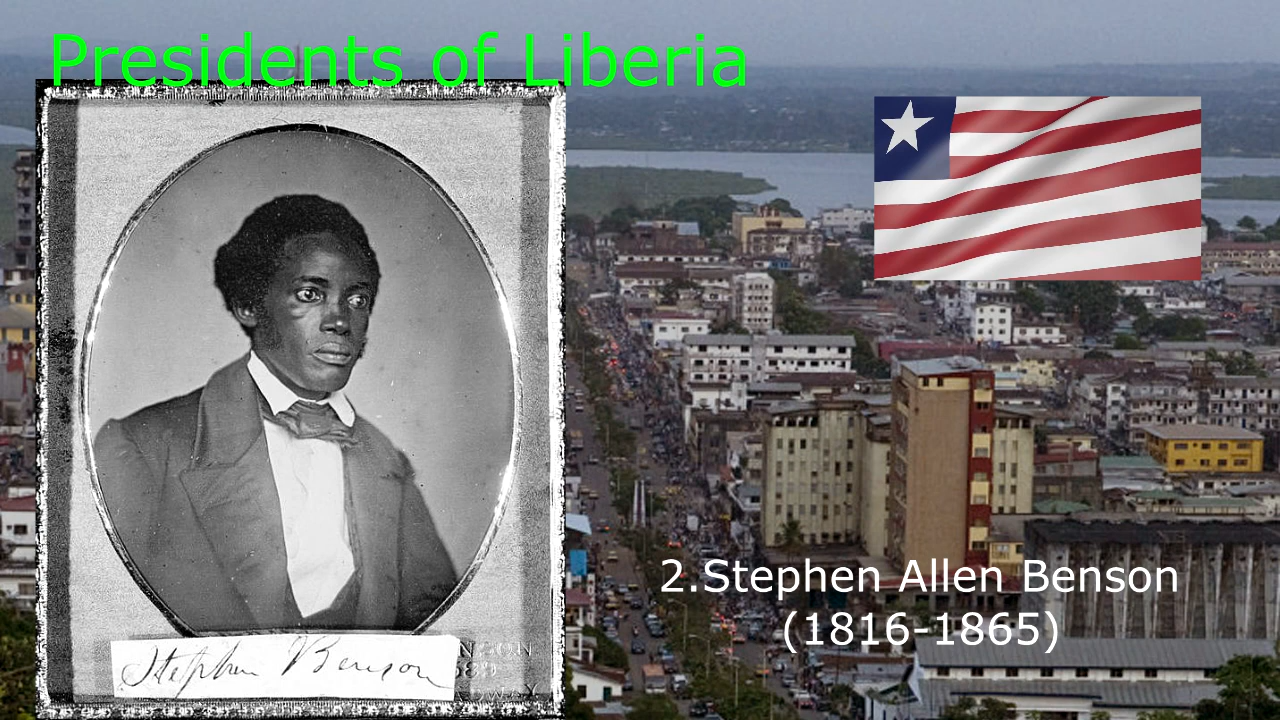 Presidents of Liberia
2.Stephen Allen Benson
(1816-1865)
Stephen Benson